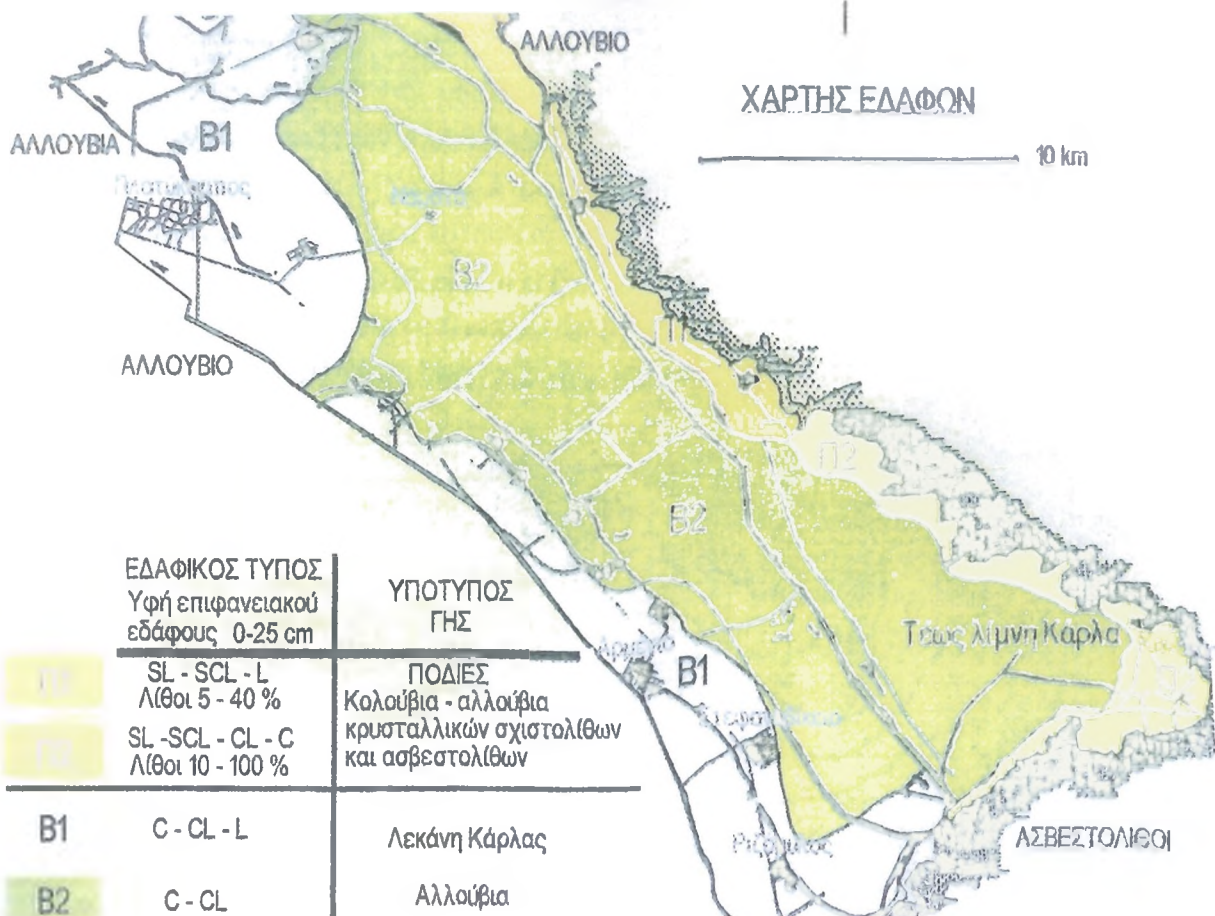 ΑΛΛΟΥΒΙΟ
ΧΑΡΤΗΣ ΕΔΑΦΩΝ
10 km
ΑΛΛΟΥΒΙΑ
B1
B2
ΑΛΛΟΥΒΙΟ
Π2
B2
Τέως λίμνη Κάρλα
B1
ΑΣΒΕΣΤΟΛΙΘΟΙ
ΕΔΑΦΙΚΟΣ ΤΥΠΟΣ
Υφή επιφανειακού
εδάφους 0-25 cm
ΥΠΟΤΥΠΟΣ
ΓΗΣ
SL - SCL - L
Λίθοι 5 - 40 %
SL -SCL - CL - C
Λίθοι 10 - 100 %
ΠΟΔΙΕΣ
Κολούβια - αλλούβια
κρυσταλλικών σχιστολίθων
και ασβεστολίθων
B1
C - CL - L
Λεκάνη Κάρλας
B2
C - CL
Αλλούβια